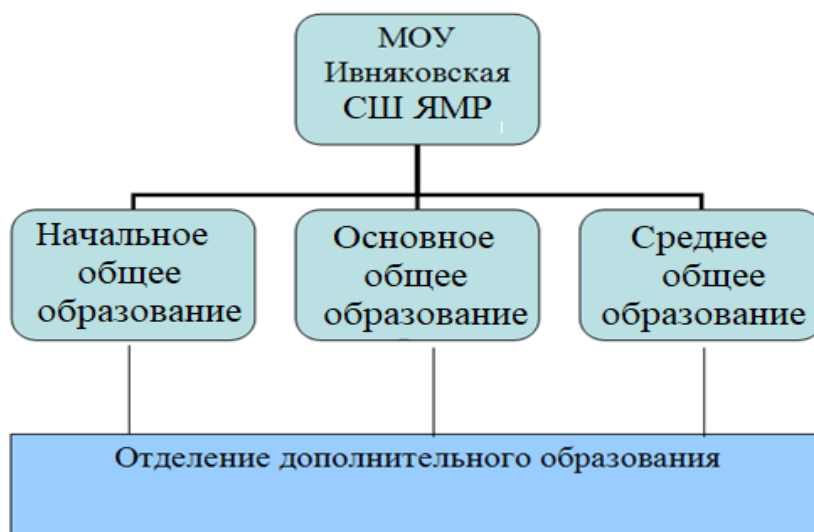 МОУ
Ивняковская
СШ ЯМР
Начальное
общее
образование
Основное
общее
образование
Среднее
общее
образование
Отделение дополнительного образования